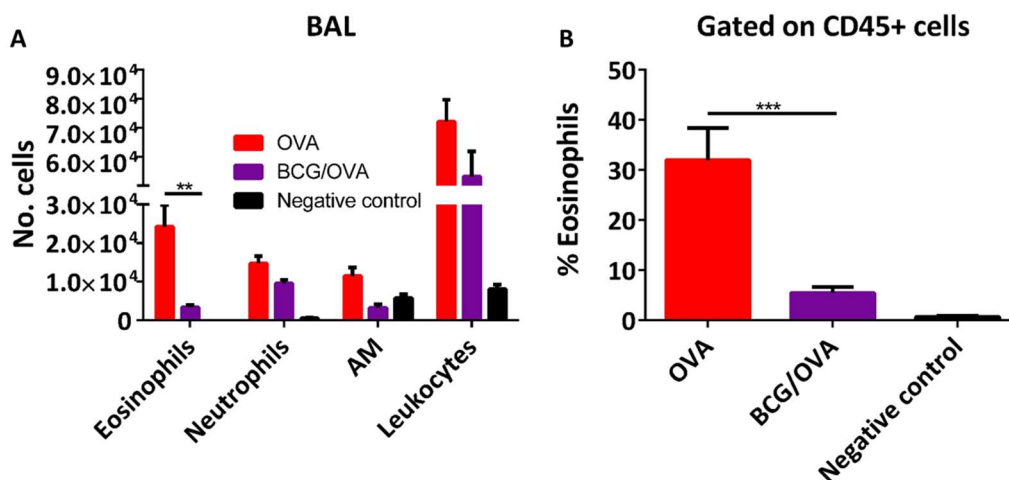 A
BAL
No. cells
9.0×10⁴
8.0×10⁴
7.0×10⁴
6.0×10⁴
3.0×10⁴
2.0×10⁴
1.0×10⁴
0
OVA
BCG/OVA
Negative control
**
Eosinophils
Neutrophils
AM
Leukocytes
B
Gated on CD45+ cells
% Eosinophils
50
40
30
20
10
0
***
OVA
BCG/OVA
Negative control